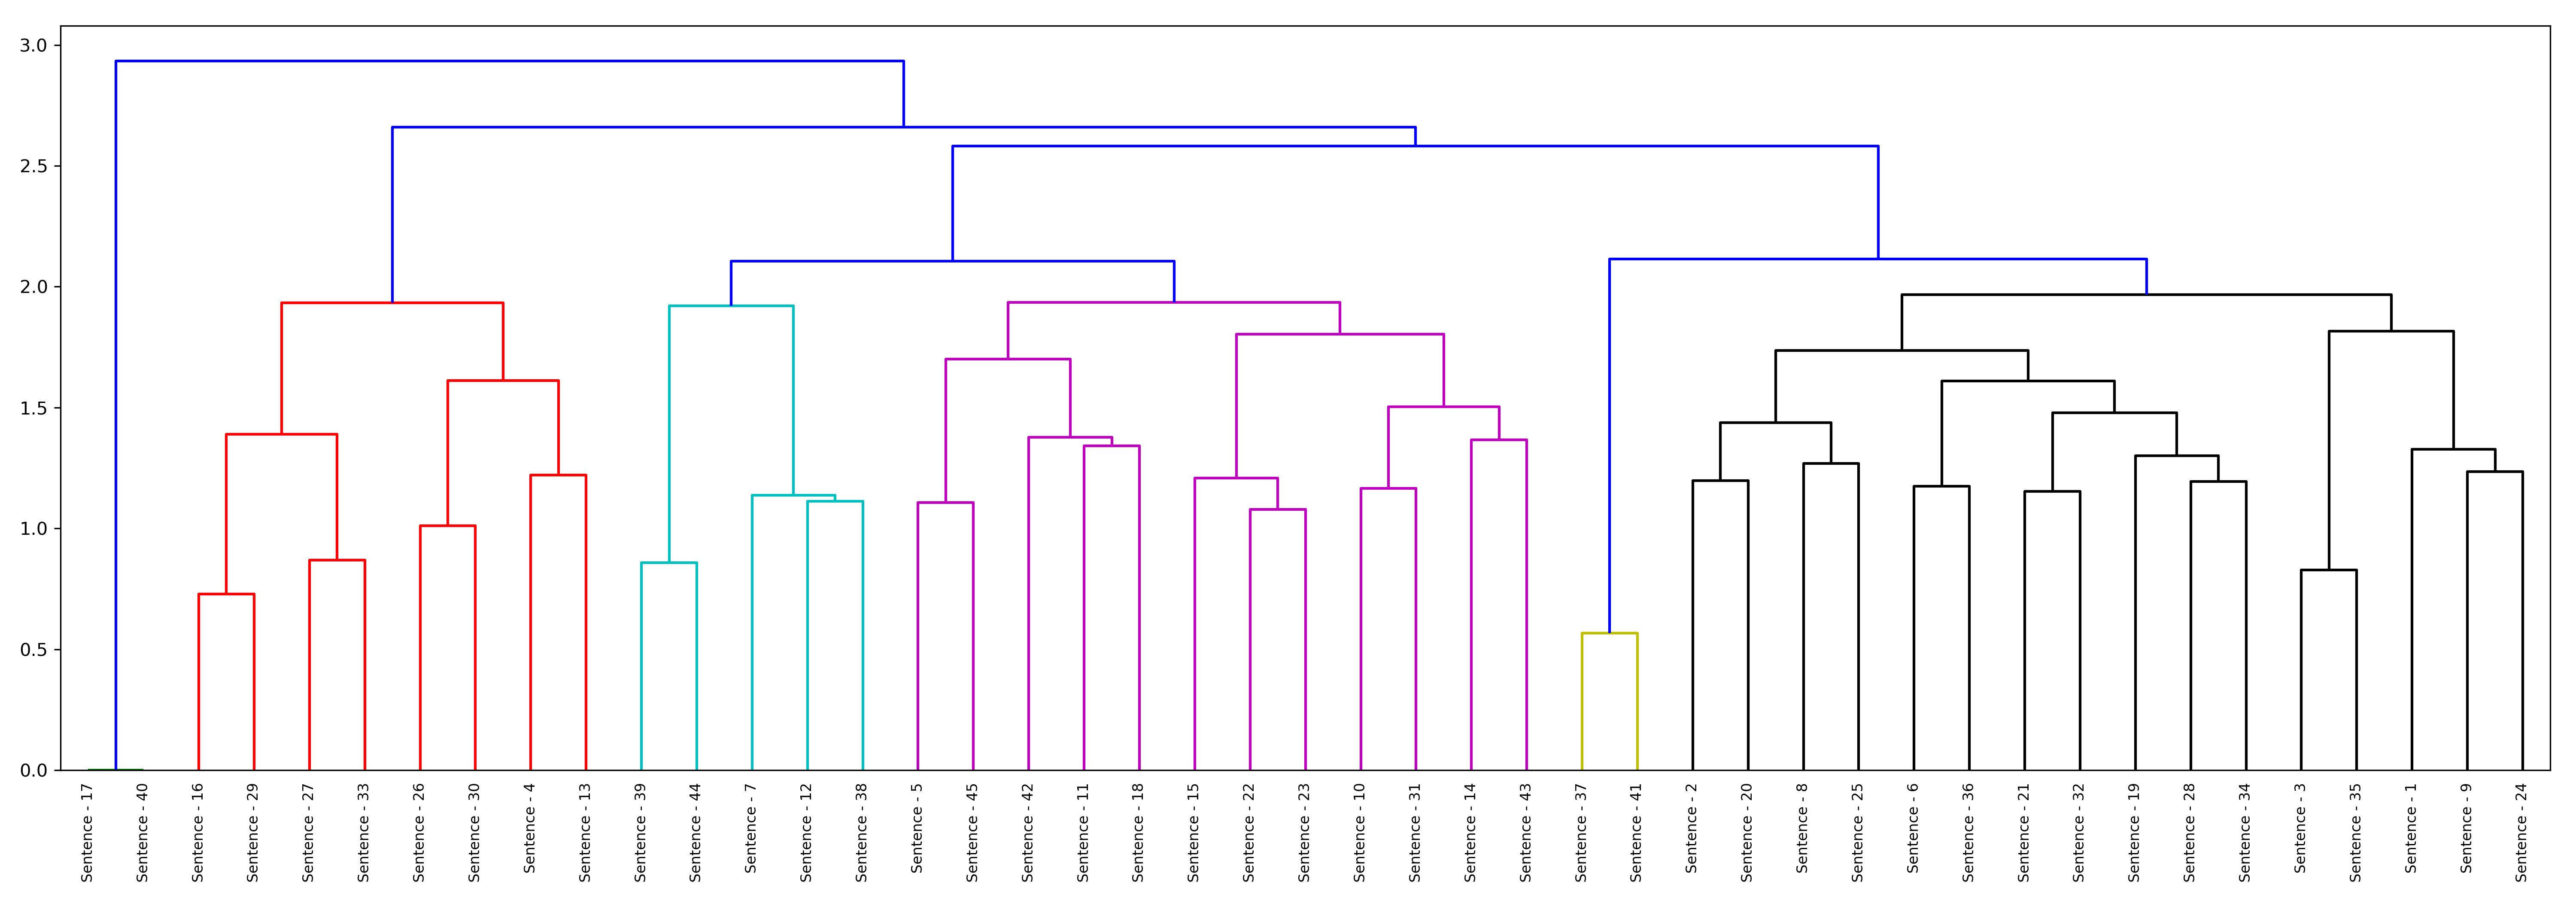 3.0
2.5
2.0
1.5
1.0
0.5
0.0
Sentence - 17
Sentence - 40
Sentence - 16
Sentence - 29
Sentence - 27
Sentence - 33
Sentence - 26
Sentence - 30
Sentence - 4
Sentence - 13
Sentence - 39
Sentence - 44
Sentence - 7
Sentence - 12
Sentence - 38
Sentence - 5
Sentence - 45
Sentence - 42
Sentence - 11
Sentence - 18
Sentence - 15
Sentence - 22
Sentence - 23
Sentence - 10
Sentence - 31
Sentence - 14
Sentence - 43
Sentence - 37
Sentence - 41
Sentence - 2
Sentence - 20
Sentence - 8
Sentence - 25
Sentence - 6
Sentence - 36
Sentence - 21
Sentence - 32
Sentence - 19
Sentence - 28
Sentence - 34
Sentence - 3
Sentence - 35
Sentence - 1
Sentence - 9
Sentence - 24